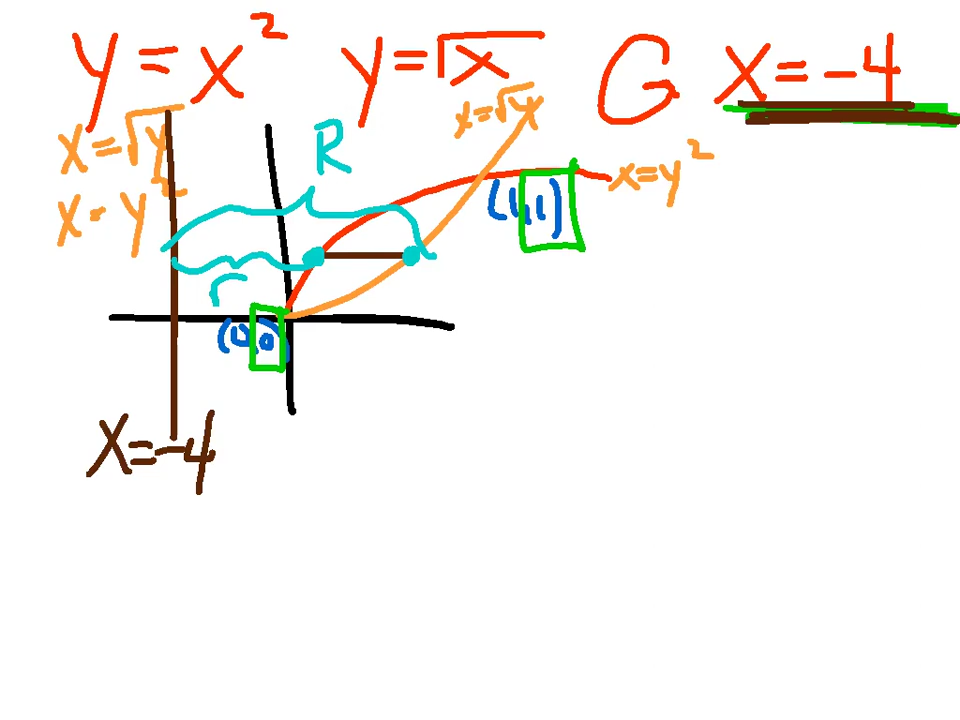 y = x² y = √x G x = -4
x = √y
x = √y
R
x = y²
x = y²
(1,1)
r
(0,0)
x = -4